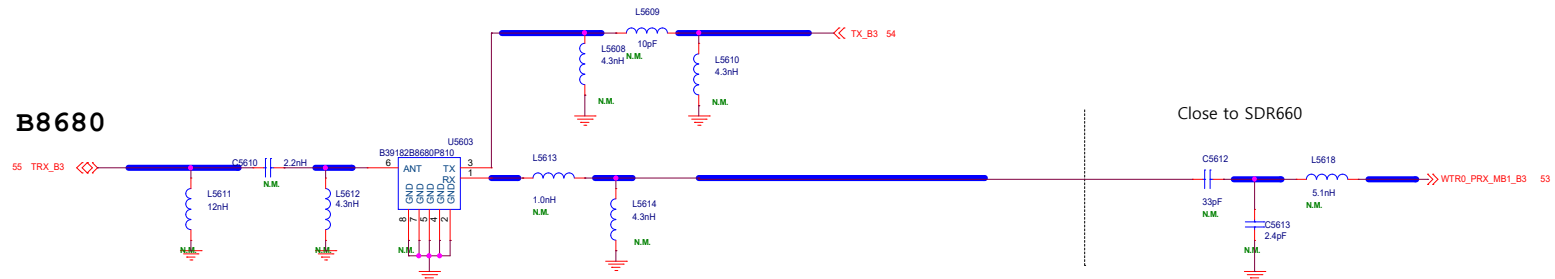 L5609
TX_B3 54
L5608
4.3nH
N.M.
10pF
N.M.
L5610
4.3nH
N.M.
B8680
Close to SDR660
U5603
B39182B8680P810
55 TRX_B3
C5610
2.2nH
N.M.
6
ANT
TX
3
RX
1
GND
GND
GND
GND
GND
8
7
5
4
2
N.M.
L5611
12nH
N.M.
L5612
4.3nH
N.M.
L5613
1.0nH
N.M.
L5614
4.3nH
N.M.
C5612
33pF
N.M.
L5618
5.1nH
N.M.
WTR0_PRX_MB1_B3 53
C5613
2.4pF
N.M.